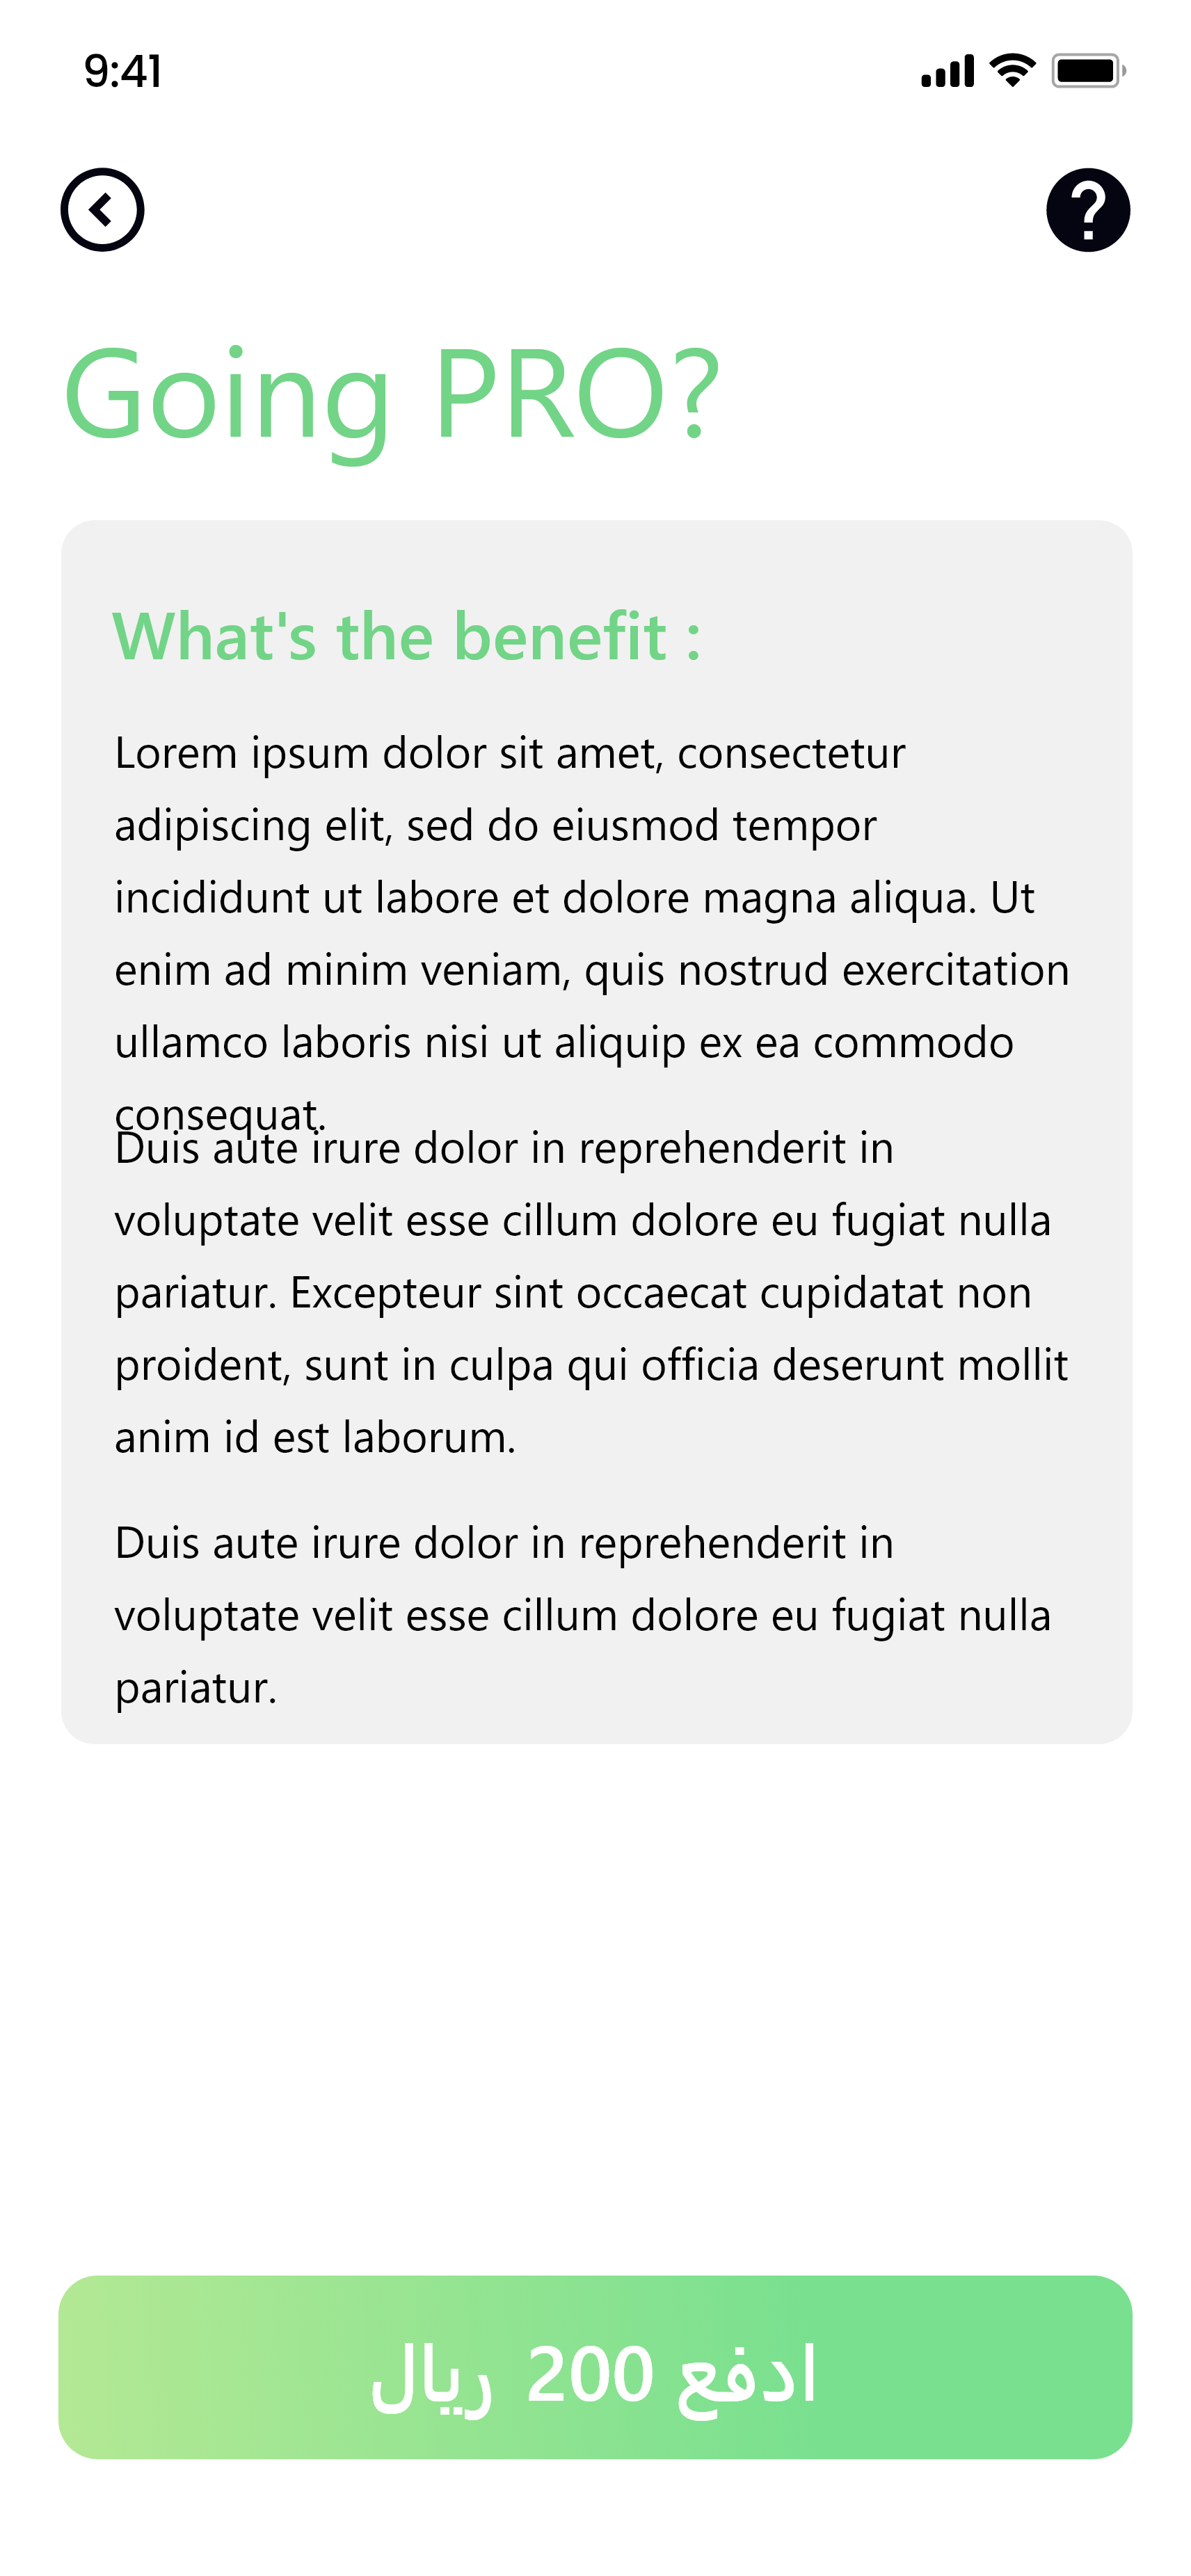 9:41
?
Going PRO?
What's the benefit :
Lorem ipsum dolor sit amet, consectetur
adipiscing elit, sed do eiusmod tempor
incididunt ut labore et dolore magna aliqua. Ut
enim ad minim veniam, quis nostrud exercitation
ullamco laboris nisi ut aliquip ex ea commodo
consequat.
Duis aute irure dolor in reprehenderit in
voluptate velit esse cillum dolore eu fugiat nulla
pariatur. Excepteur sint occaecat cupidatat non
proident, sunt in culpa qui officia deserunt mollit
anim id est laborum.
Duis aute irure dolor in reprehenderit in
voluptate velit esse cillum dolore eu fugiat nulla
pariatur.
ادفع 200 ريال